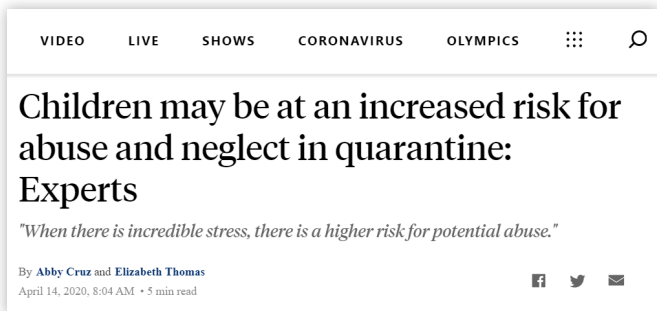 VIDEO LIVE SHOWS CORONAVIRUS OLYMPICS
Children may be at an increased risk for
abuse and neglect in quarantine:
Experts
"When there is incredible stress, there is a higher risk for potential abuse."
By Abby Cruz and Elizabeth Thomas
April 14, 2020, 8:04 AM • 5 min read